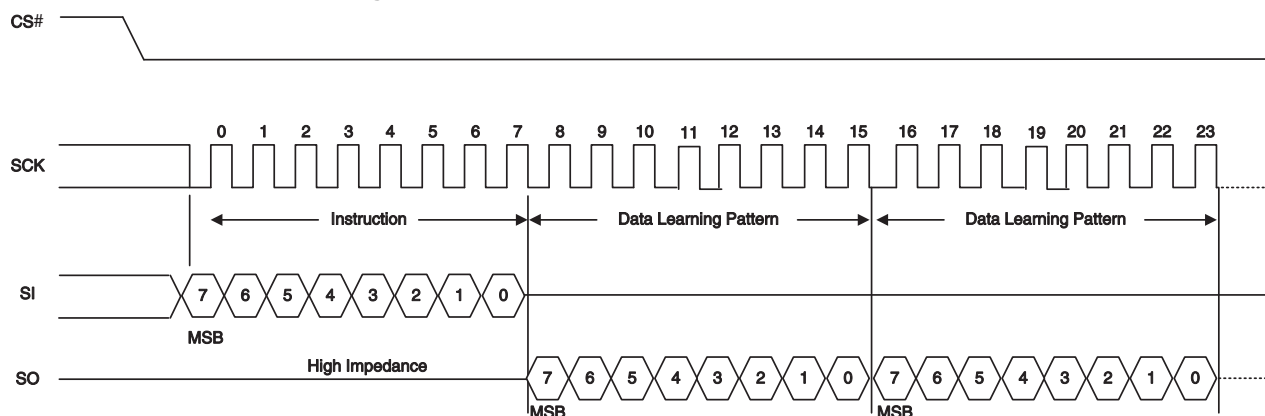 CS#
0 1 2 3 4 5 6 7 8 9 10 11 12 13 14 15 16 17 18 19 20 21 22 23
SCK
Instruction Data Learning Pattern Data Learning Pattern
SI 7 6 5 4 3 2 1 0
MSB
High Impedance
SO 7 6 5 4 3 2 1 0 7 6 5 4 3 2 1 0
MSB MSB